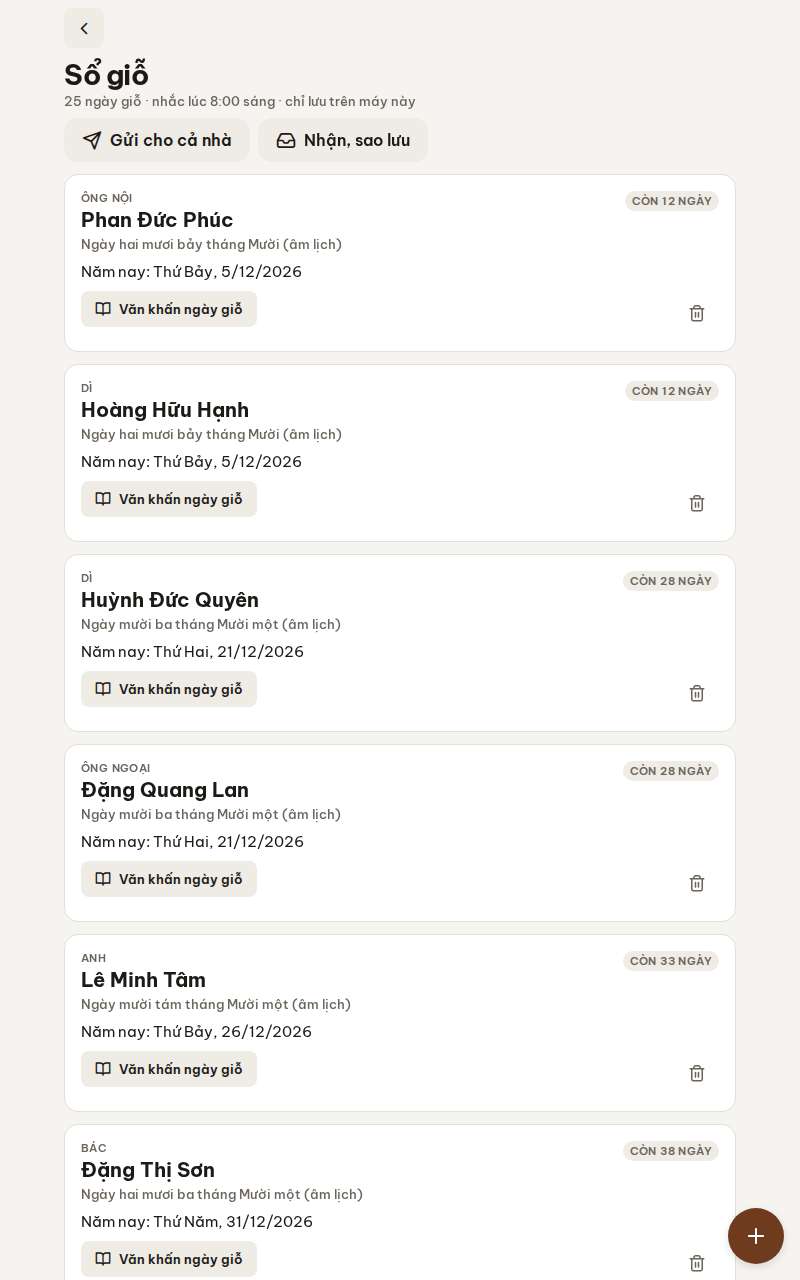 Sổ giỗ
25 ngày giỗ · nhắc lúc 8:00 sáng · chỉ lưu trên máy này
Gửi cho cả nhà
Nhận, sao lưu
ÔNG NỘI
CÒN 12 NGÀY
Phan Đức Phúc
Ngày hai mươi bảy tháng Mười (âm lịch)
Năm nay: Thứ Bảy, 5/12/2026
Văn khấn ngày giỗ
DÌ
CÒN 12 NGÀY
Hoàng Hữu Hạnh
Ngày hai mươi bảy tháng Mười (âm lịch)
Năm nay: Thứ Bảy, 5/12/2026
Văn khấn ngày giỗ
DÌ
CÒN 28 NGÀY
Huỳnh Đức Quyên
Ngày mười ba tháng Mười một (âm lịch)
Năm nay: Thứ Hai, 21/12/2026
Văn khấn ngày giỗ
ÔNG NGOẠI
CÒN 28 NGÀY
Đặng Quang Lan
Ngày mười ba tháng Mười một (âm lịch)
Năm nay: Thứ Hai, 21/12/2026
Văn khấn ngày giỗ
ANH
CÒN 33 NGÀY
Lê Minh Tâm
Ngày mười tám tháng Mười một (âm lịch)
Năm nay: Thứ Bảy, 26/12/2026
Văn khấn ngày giỗ
BÁC
CÒN 38 NGÀY
Đặng Thị Sơn
Ngày hai mươi ba tháng Mười một (âm lịch)
Năm nay: Thứ Năm, 31/12/2026
Văn khấn ngày giỗ